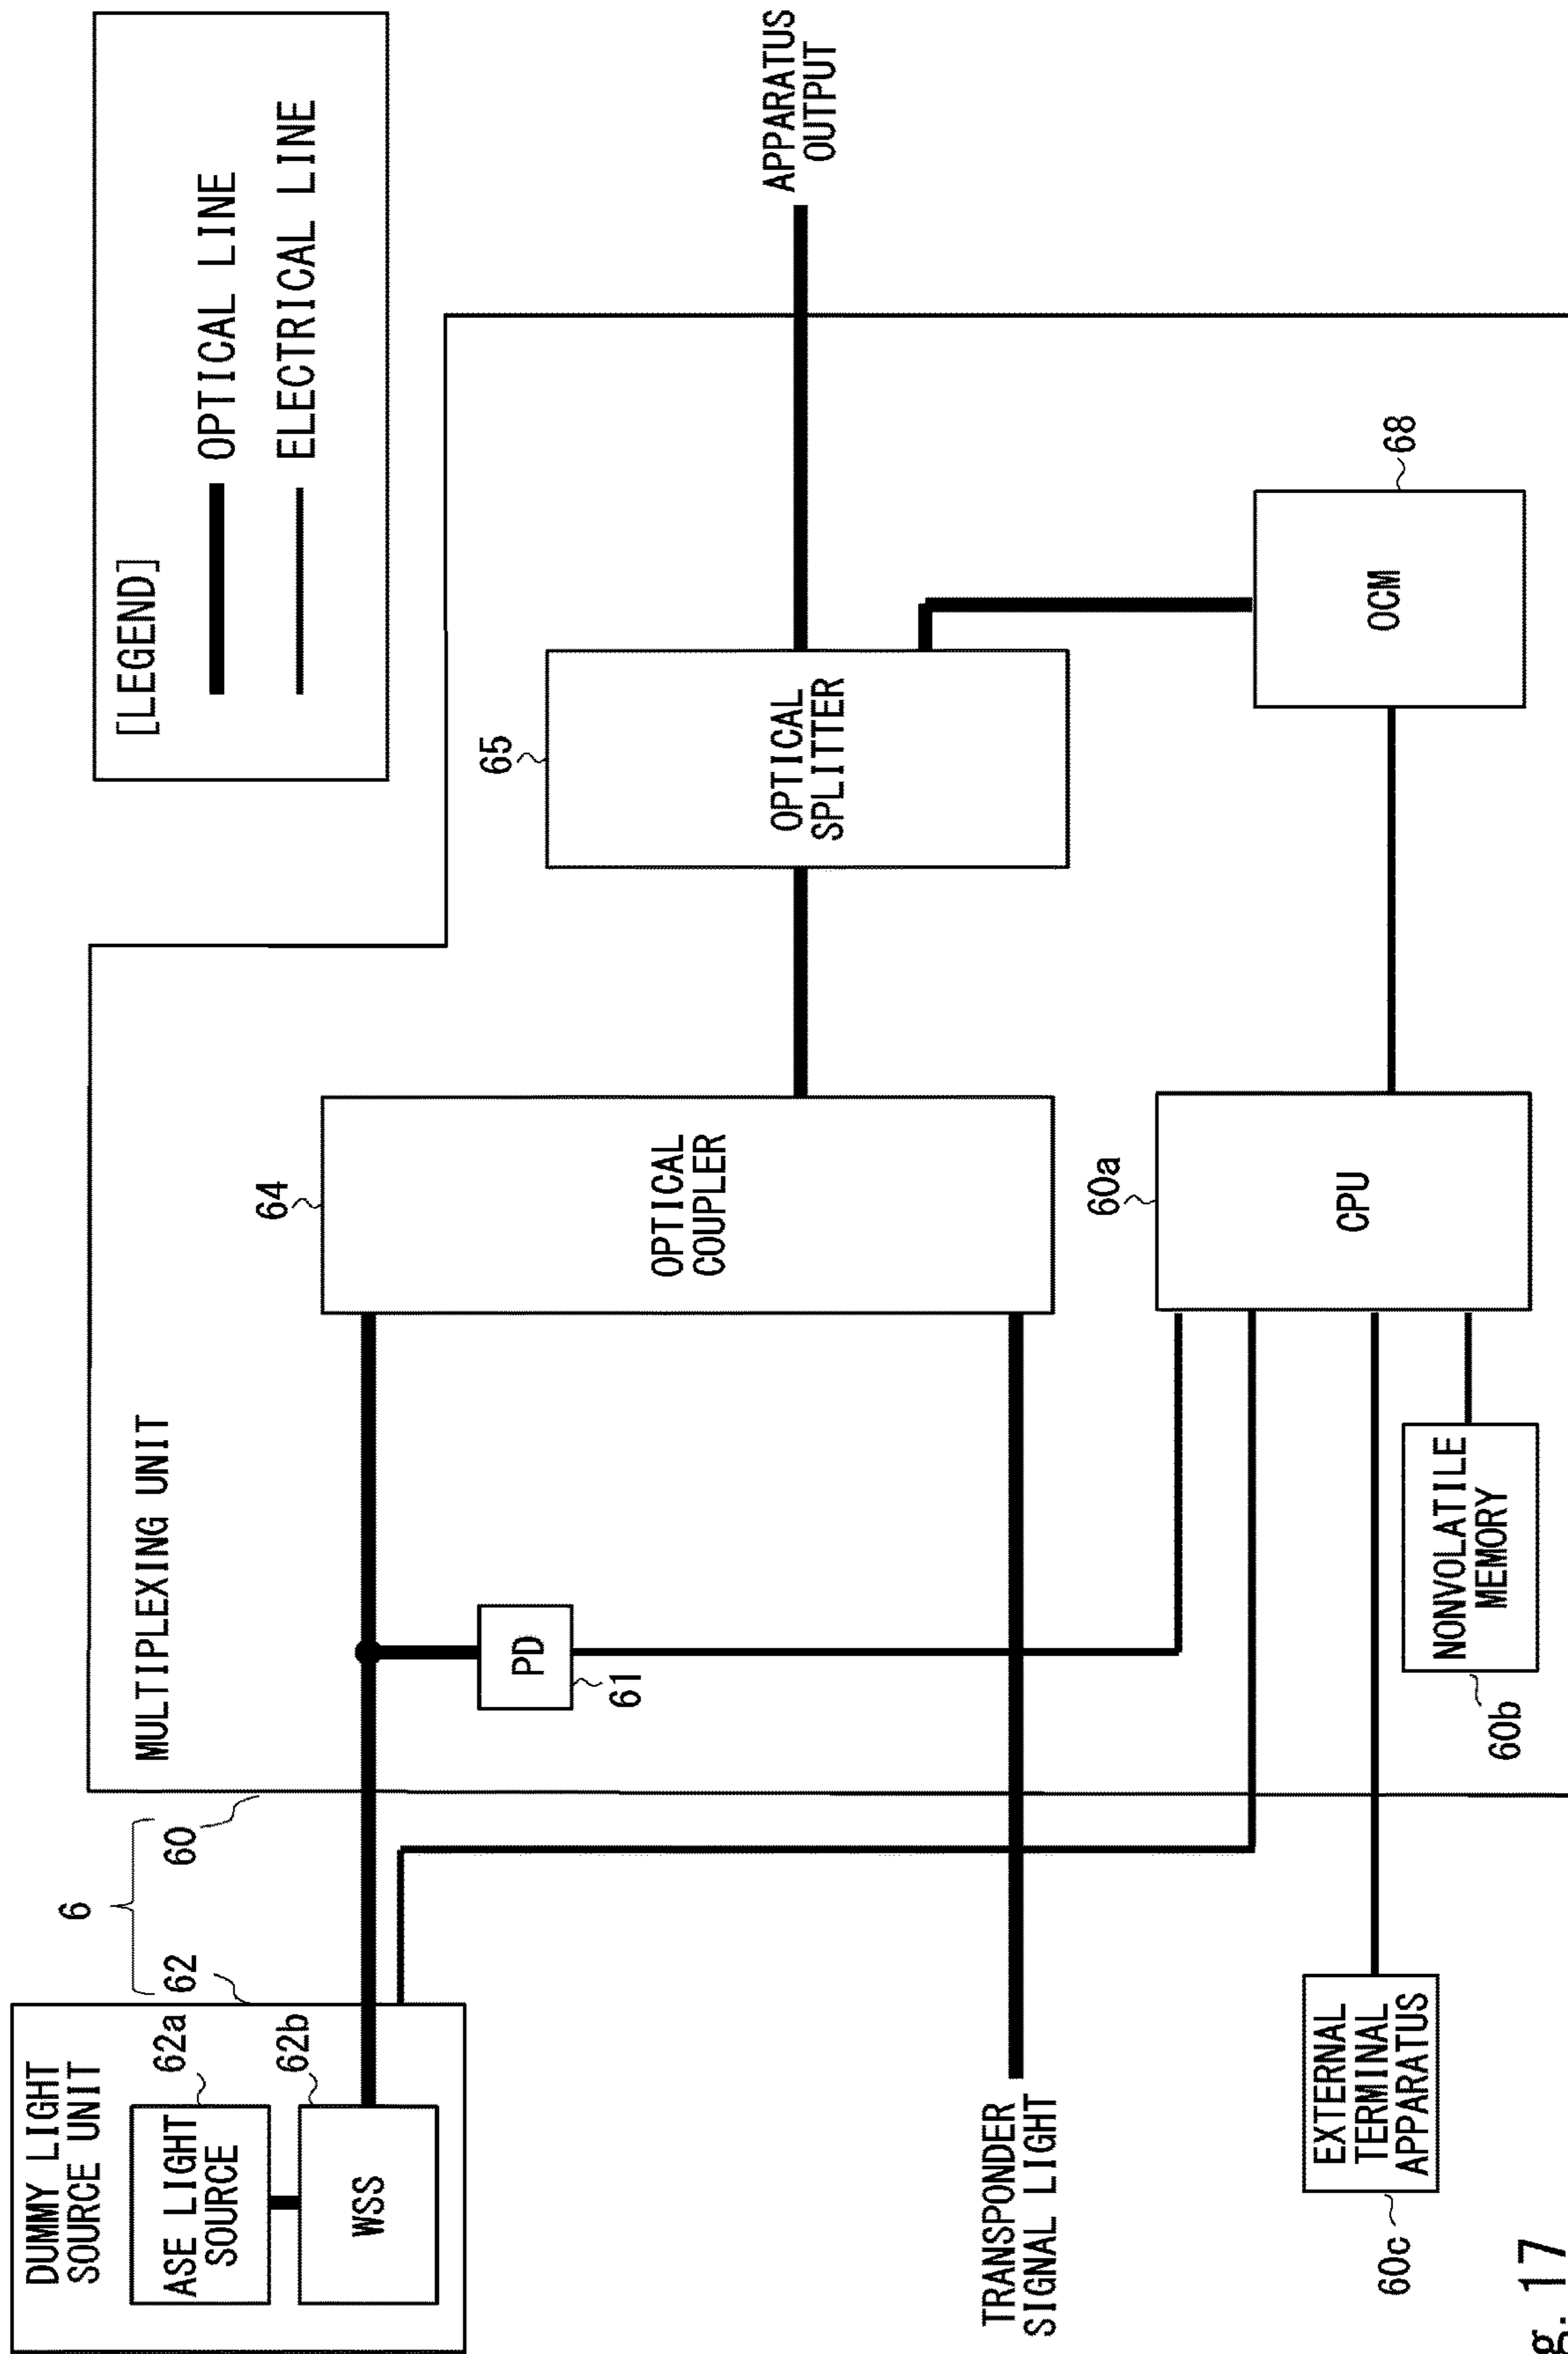 [LEGEND]
OPTICAL LINE
ELECTRICAL LINE
6
62
60
DUMMY LIGHT
SOURCE UNIT
62a
ASE LIGHT
SOURCE
62b
WSS
MULTIPLEXING UNIT
PD
61
64
OPTICAL
COUPLER
65
OPTICAL
SPLITTER
APPARATUS
OUTPUT
TRANSPONDER
SIGNAL LIGHT
60a
CPU
OCM
68
EXTERNAL
TERMINAL
APPARATUS
60c
NONVOLATILE
MEMORY
60b
g. 17